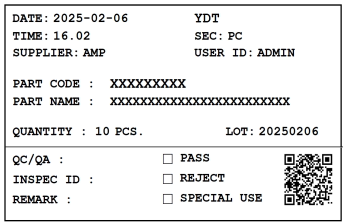 DATE: 2025-02-06 YDT
TIME: 16.02 SEC: PC
SUPPLIER: AMP USER ID: ADMIN
PART CODE : XXXXXXXXX
PART NAME : XXXXXXXXXXXXXXXXXXXXXXXX
QUANTITY : 10 PCS. LOT: 20250206
QC/QA : ☐ PASS
INSPEC ID : ☐ REJECT
REMARK : ☐ SPECIAL USE